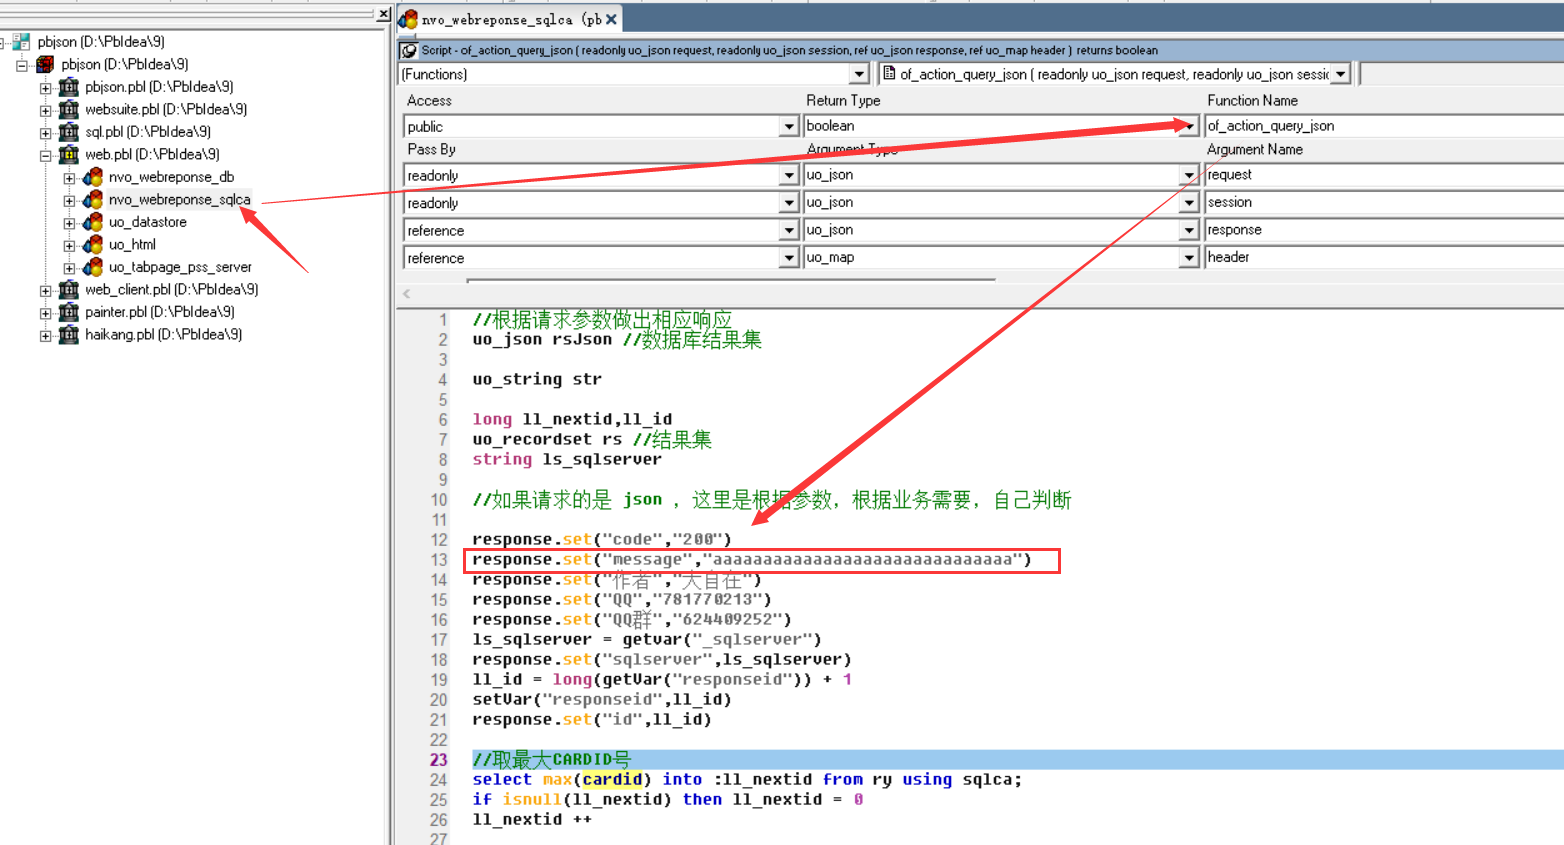 pbjson (D:\PbIdea\9)
pbjson (D:\PbIdea\9)
pbjson.pbl (D:\PbIdea\9)
websuite.pbl (D:\PbIdea\9)
sql.pbl (D:\PbIdea\9)
web.pbl (D:\PbIdea\9)
nvo_webreponse_db
nvo_webreponse_sqlca
uo_datastore
uo_html
uo_tabpage_pss_server
web_client.pbl (D:\PbIdea\9)
painter.pbl (D:\PbIdea\9)
haikang.pbl (D:\PbIdea\9)
nvo_webreponse_sqlca (pb
Script - of_action_query_json ( readonly uo_json request, readonly uo_json session, ref uo_json response, ref uo_map header ) returns boolean
(Functions) of_action_query_json ( readonly uo_json request, readonly uo_json sessi
Access Return Type Function Name
public boolean of_action_query_json
Pass By Argument Type Argument Name
readonly uo_json request
readonly uo_json session
reference uo_json response
reference uo_map header
1 //根据请求参数做出相应响应
2 uo_json rsJson //数据库结果集
3
4 uo_string str
5
6 long ll_nextid,ll_id
7 uo_recordset rs //结果集
8 string ls_sqlserver
9
10 //如果请求的是 json , 这里是根据参数, 根据业务需要, 自己判断
11
12 response.set("code","200")
13 response.set("message","aaaaaaaaaaaaaaaaaaaaaaaaaaaaaa")
14 response.set("作者","大自在")
15 response.set("QQ","781770213")
16 response.set("QQ群","624409252")
17 ls_sqlserver = getvar("_sqlserver")
18 response.set("sqlserver",ls_sqlserver)
19 ll_id = long(getVar("responseid")) + 1
20 setVar("responseid",ll_id)
21 response.set("id",ll_id)
22
23 //取最大CARDID号
24 select max(cardid) into :ll_nextid from ry using sqlca;
25 if isnull(ll_nextid) then ll_nextid = 0
26 ll_nextid ++
27